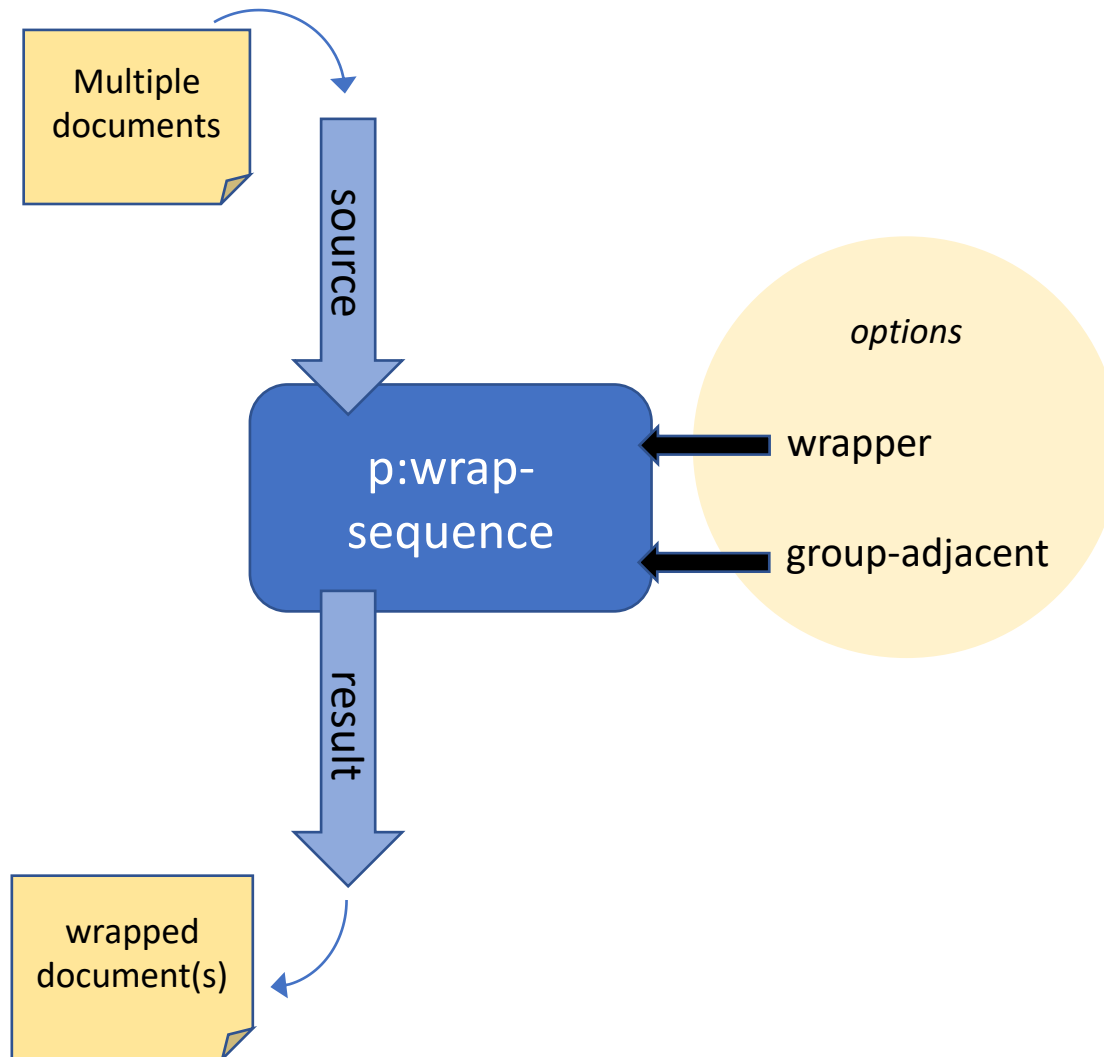 Multiple
documents
source
options
wrapper
p:wrap-
sequence
group-adjacent
result
wrapped
document(s)